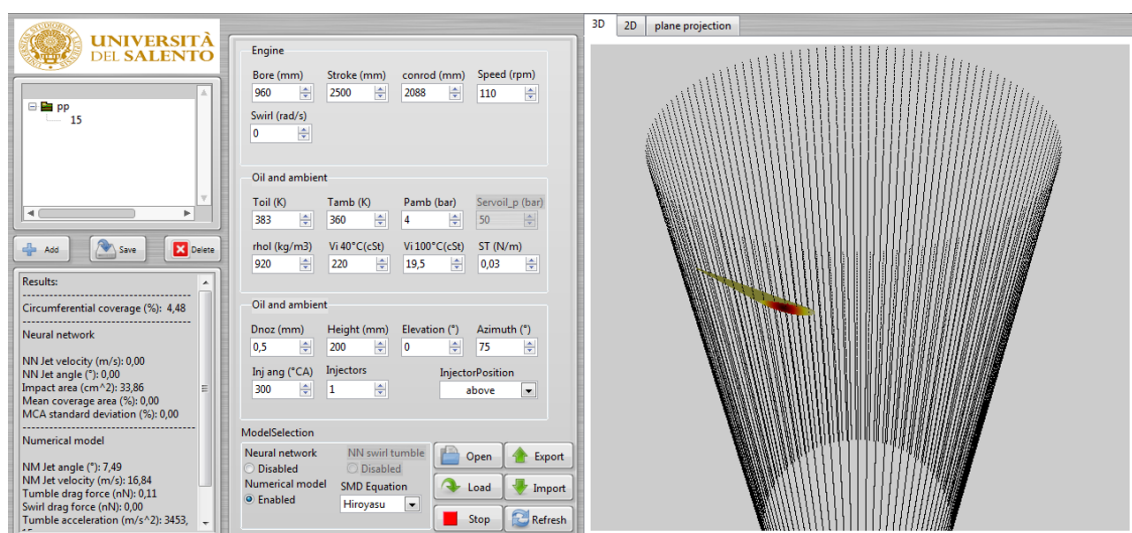 UNIVERSITÀ
DEL SALENTO
pp
15
Add
Save
Delete
Results:
------------------------------------------------
Circumferential coverage (%): 4,48
------------------------------------------------
Neural network
NN Jet velocity (m/s): 0,00
NN Jet angle (°): 0,00
Impact area (cm^2): 33,86
Mean coverage area (%): 0,00
MCA standard deviation (%): 0,00
------------------------------------------------
Numerical model
NM Jet angle (°): 7,49
NM Jet velocity (m/s): 16,84
Tumble drag force (nN): 0,11
Swirl drag force (nN): 0,00
Tumble acceleration (m/s^2): 3453,
Engine
Bore (mm) Stroke (mm) conrod (mm) Speed (rpm)
960 2500 2088 110
Swirl (rad/s)
0
Oil and ambient
Toil (K) Tamb (K) Pamb (bar) Servoil_p (bar)
383 360 4 50
rhol (kg/m3) Vi 40°C(cSt) Vi 100°C(cSt) ST (N/m)
920 220 19,5 0,03
Oil and ambient
Dnoz (mm) Height (mm) Elevation (°) Azimuth (°)
0,5 200 0 75
Inj ang (°CA) Injectors InjectorPosition
300 1 above
ModelSelection
Neural network NN swirl tumble
Disabled Disabled
Numerical model SMD Equation
Enabled Hiroyasu
Open Export
Load Import
Stop Refresh
3D 2D plane projection